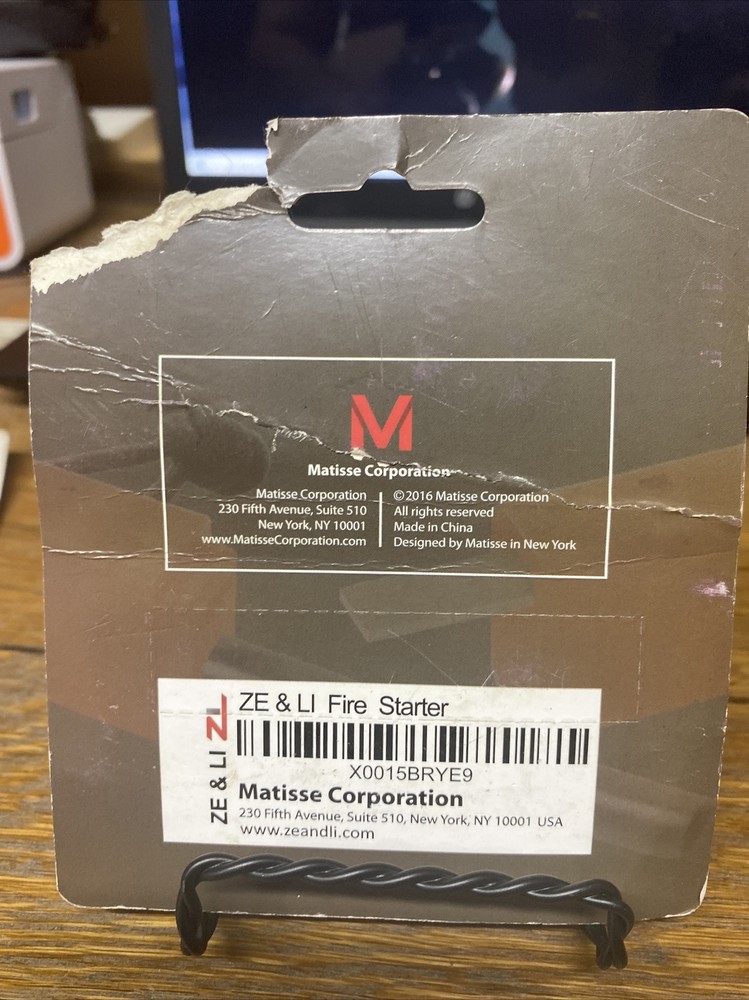 M
Matisse Corporation
Matisse Corporation
230 Fifth Avenue, Suite 510
New York, NY 10001
www.MatisseCorporation.com
©2016 Matisse Corporation
All rights reserved
Made in China
Designed by Matisse in New York
ZE & LI ZL
ZE & LI Fire Starter
X0015BRYE9
Matisse Corporation
230 Fifth Avenue, Suite 510, New York, NY 10001 USA
www.zeandli.com